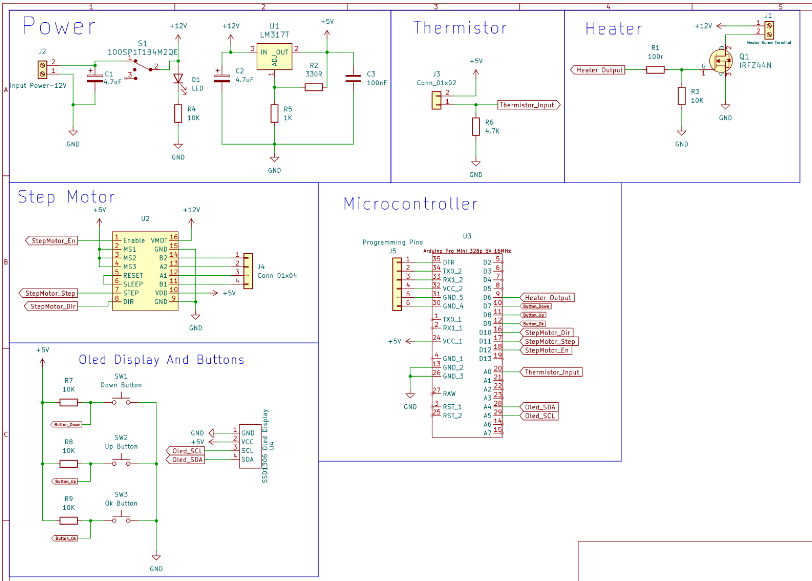 1 2 3 4 5
Power
J2
2
1
Input Power-12V
C1
4.7uF
S1
100SP1T1B4M2QE
1
2
3
+12V
D1
LED
R4
10K
GND
GND
+12V
C2
4.7uF
U1
LM317T
3 IN OUT 2
ADJ
1
R2
330R
R5
1K
+5V
C3
100nF
GND
Thermistor
J3
Conn_01x02
2
1
+5V
Thermistor_Input
R6
4.7K
GND
Heater
Heater Output
R1
100r
R3
10K
GND
+12V
J1
1
2
Heater Screw Terminal
Q1
IRFZ44N
GND
A
Step Motor
+5V
U2
+12V
StepMotor_En
StepMotor_Step
StepMotor_Dir
1 Enable VMOT 16
2 MS1 GND 15
3 MS2 B2 14
4 MS3 A2 13
5 RESET A1 12
6 SLEEP B1 11
7 STEP VDD 10
8 DIR GND 9
1
2
3
4
J4
Conn_01x04
+5V
GND
B
Microcontroller
Programming Pins
J5
1
2
3
4
5
6
U3
Arduino Pro Mini 328p 5V 16MHz
35 DTR
34 TX0_2
33 RX1_2
32 VCC_2
31 GND_5
30 GND_4
1 TX0_1
2 RX1_1
24 VCC_1
4 GND_1
13 GND_2
26 GND_3
27 RAW
3 RST_1
25 RST_2
+5V
GND
D2 5
D3 6
D4 7
D5 8
D6 9
D7 10
D8 11
D9 12
D10 16
D11 17
D12 18
D13 19
A0 20
A1 21
A2 22
A3 23
A4 28
A5 29
A6 14
A7 15
Heater Output
Button_Down
Button_Up
Button_Ok
StepMotor_Dir
StepMotor_Step
StepMotor_En
Thermistor_Input
Oled_SDA
Oled_SCL
Oled Display And Buttons
+5V
R7
10K
SW1
Down Button
Button_Down
R8
10K
SW2
Up Button
Button_Up
R9
10K
SW3
Ok Button
Button_Ok
GND
GND
+5V
Oled_SCL
Oled_SDA
1 GND
2 VCC
3 SCL
4 SDA
U4
SSD1306 Oled Display
C